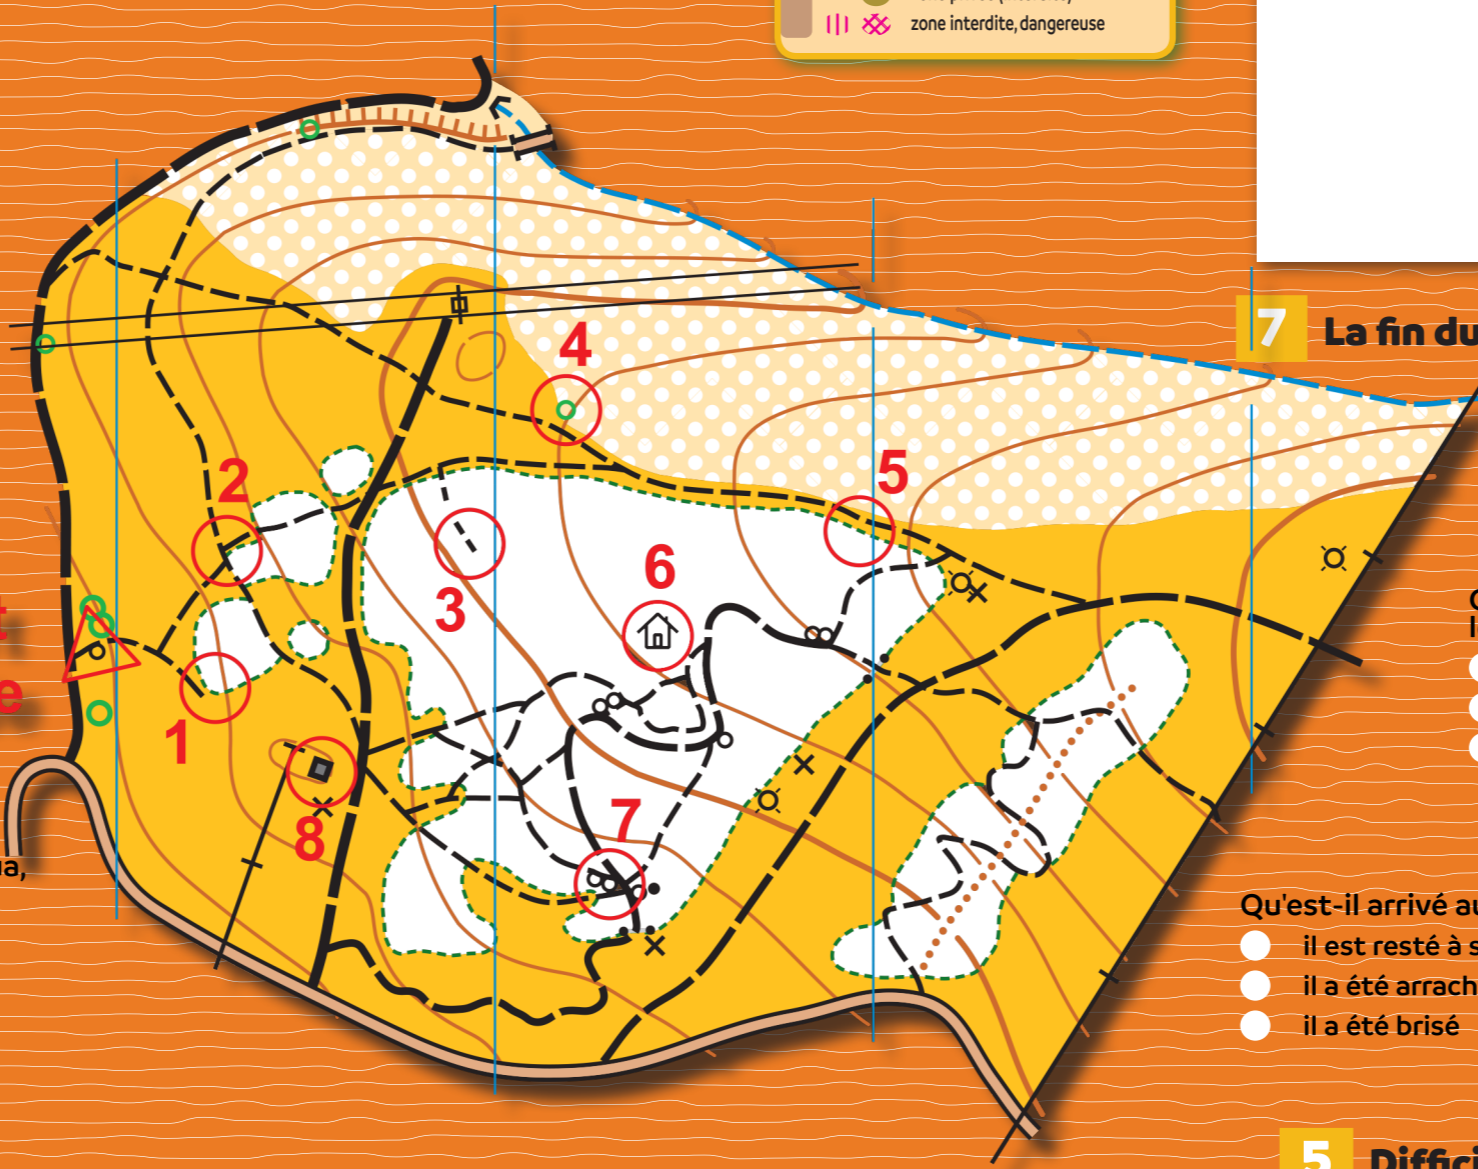 zone interdite, dangereuse
7 La fin du
4
2
5
6
3
1
7
8
Qu'est-il arrivé au
il est resté à s
il a été arrach
il a été brisé
5 Diffici